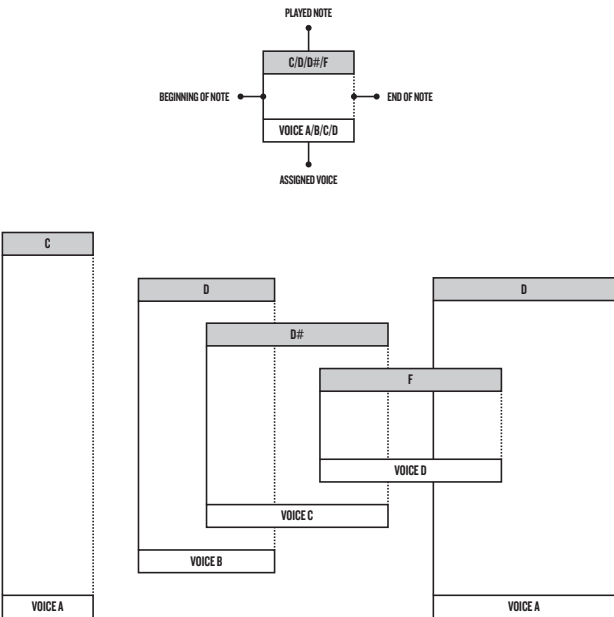 PLAYED NOTE
C/D/D#/F
BEGINNING OF NOTE
END OF NOTE
VOICE A/B/C/D
ASSIGNED VOICE
C
D
D
D#
F
VOICE D
VOICE C
VOICE B
VOICE A
VOICE A